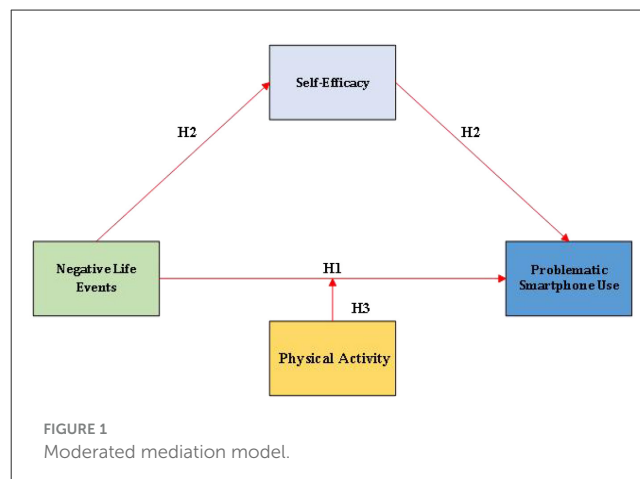 Self-Efficacy
H2
H2
Negative Life
Events
H1
Problematic
Smartphone Use
H3
Physical Activity
FIGURE 1
Moderated mediation model.